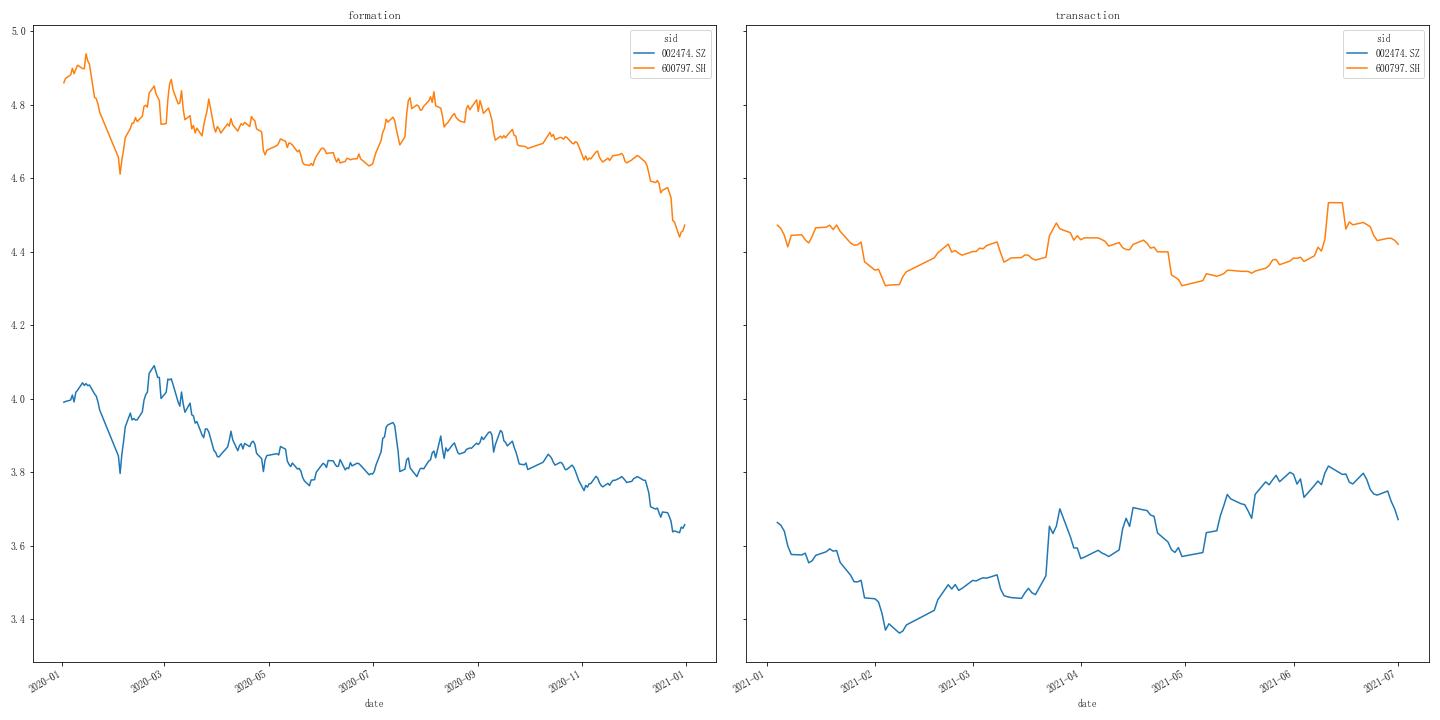 formation
5.0
4.8
4.6
4.4
4.2
4.0
3.8
3.6
3.4
sid
002474.SZ
600797.SH
2020-01
2020-03
2020-05
2020-07
2020-09
2020-11
2021-01
date
transaction
sid
002474.SZ
600797.SH
2021-01
2021-02
2021-03
2021-04
2021-05
2021-06
2021-07
date